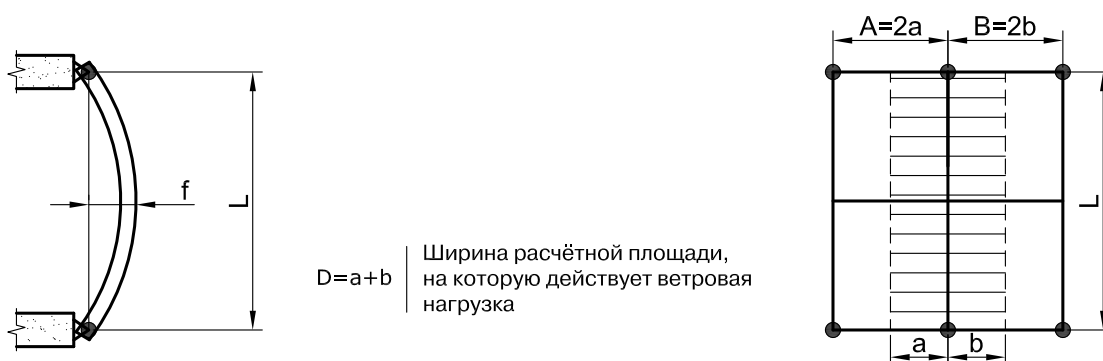 A=2a
B=2b
f
L
D=a+b
Ширина расчётной площади,
на которую действует ветровая
нагрузка
L
a
b